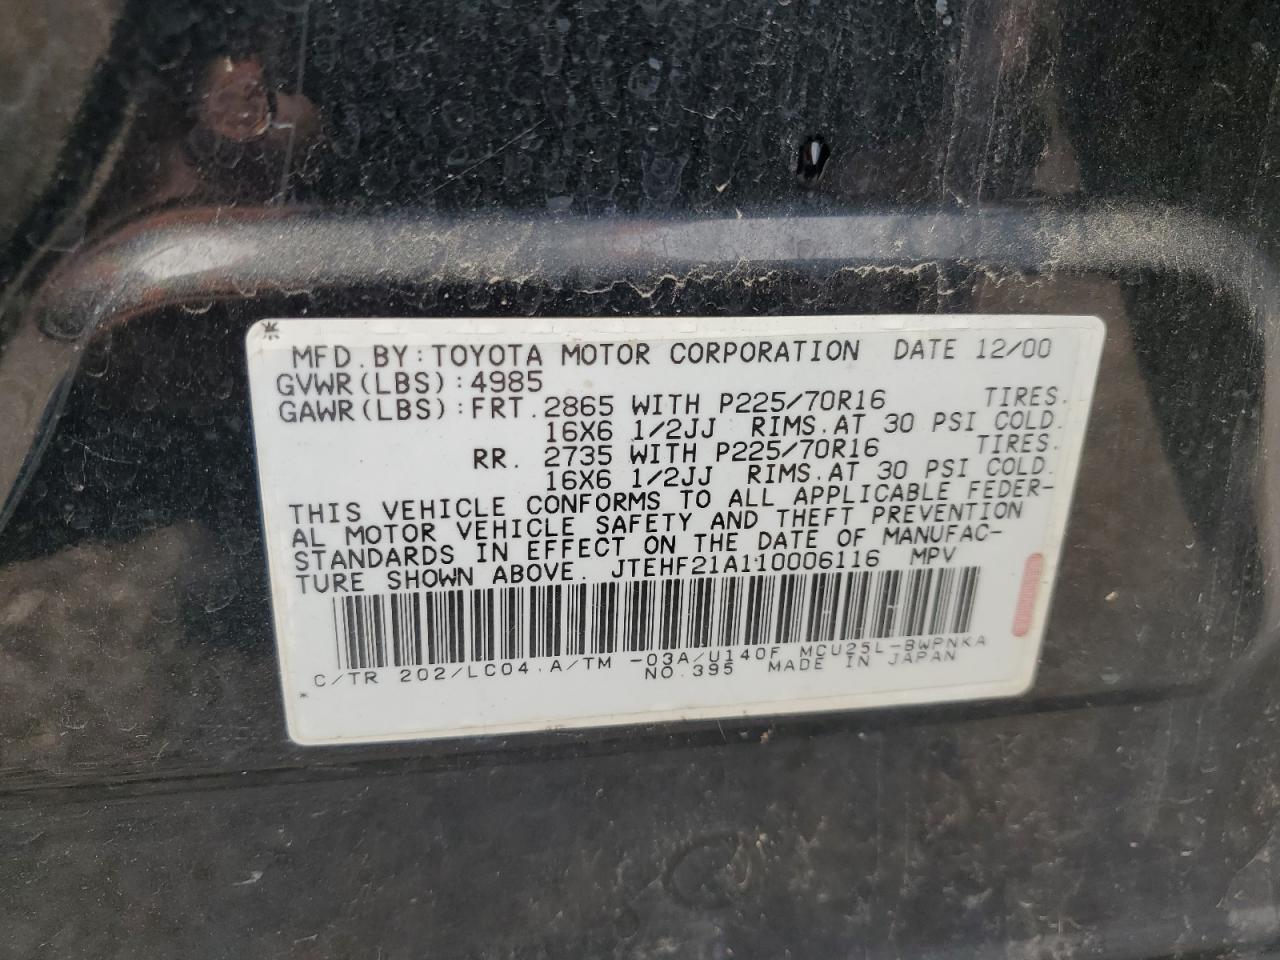 MFD.BY:TOYOTA MOTOR CORPORATION DATE 12/00
GVWR(LBS):4985
GAWR(LBS):FRT.2865 WITH P225/70R16 TIRES.
16X6 1/2JJ RIMS.AT 30 PSI COLD.
RR. 2735 WITH P225/70R16 TIRES.
16X6 1/2JJ RIMS.AT 30 PSI COLD.
THIS VEHICLE CONFORMS TO ALL APPLICABLE FEDER-
AL MOTOR VEHICLE SAFETY AND THEFT PREVENTION
STANDARDS IN EFFECT ON THE DATE OF MANUFAC-
TURE SHOWN ABOVE. JTEHF21A110006116 MPV
C/TR 202/LC04.A/TM -03A/U140F MCU25L-BWPNKA
NO.395 MADE IN JAPAN